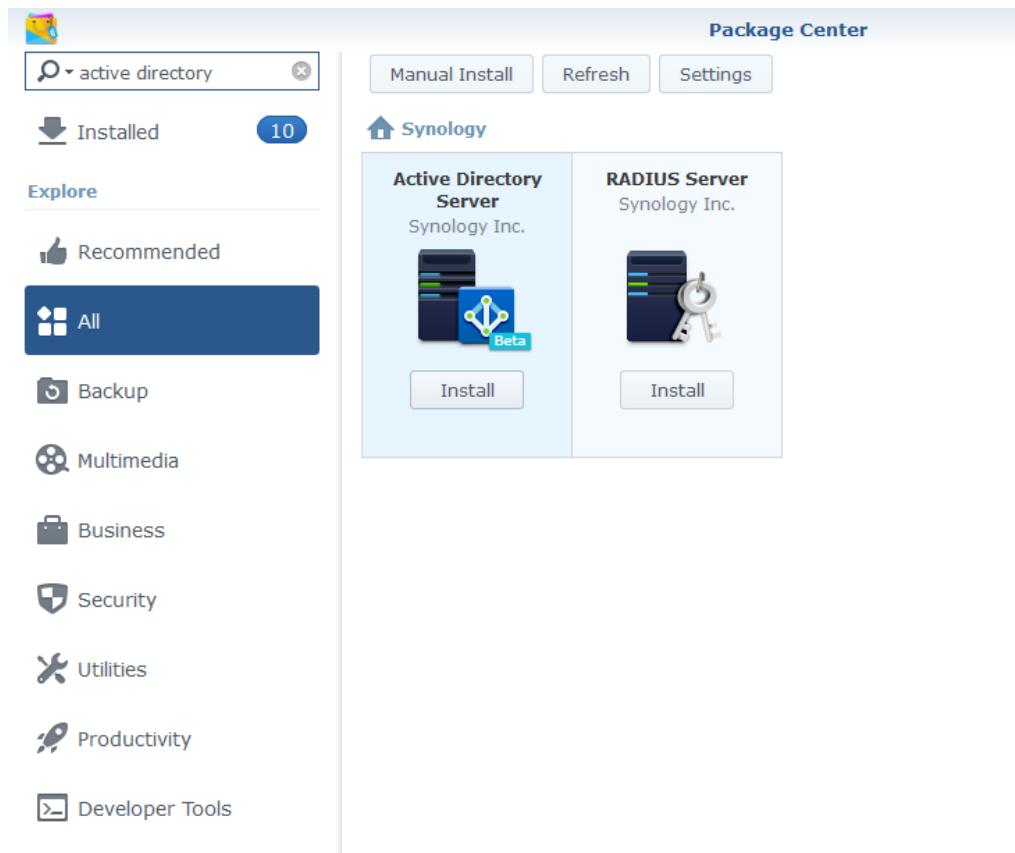 Package Center
active directory
Manual Install
Refresh
Settings
Installed
10
Synology
Explore
Recommended
All
Backup
Multimedia
Business
Security
Utilities
Productivity
Developer Tools
Active Directory
Server
Synology Inc.
Beta
Install
RADIUS Server
Synology Inc.
Install